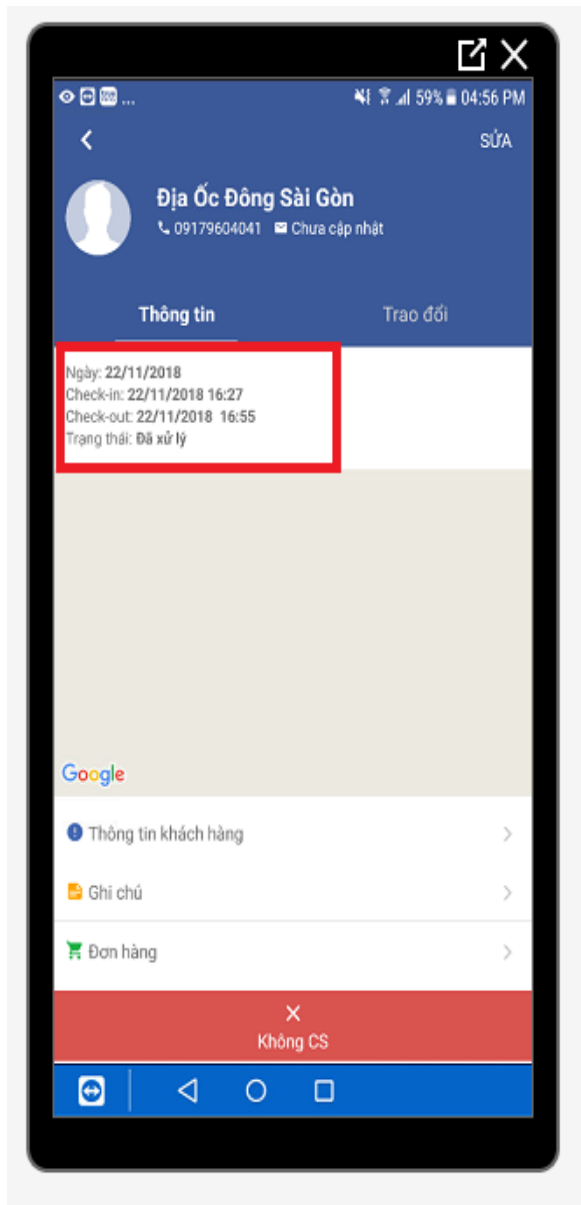 ... 59% 04:56 PM
SỬA
Địa Ốc Đông Sài Gòn
09179604041 Chưa cập nhật
Thông tin Trao đổi
Ngày: 22/11/2018
Check-in: 22/11/2018 16:27
Check-out: 22/11/2018 16:55
Trạng thái: Đã xử lý
Google
Thông tin khách hàng
Ghi chú
Đơn hàng
Không CS